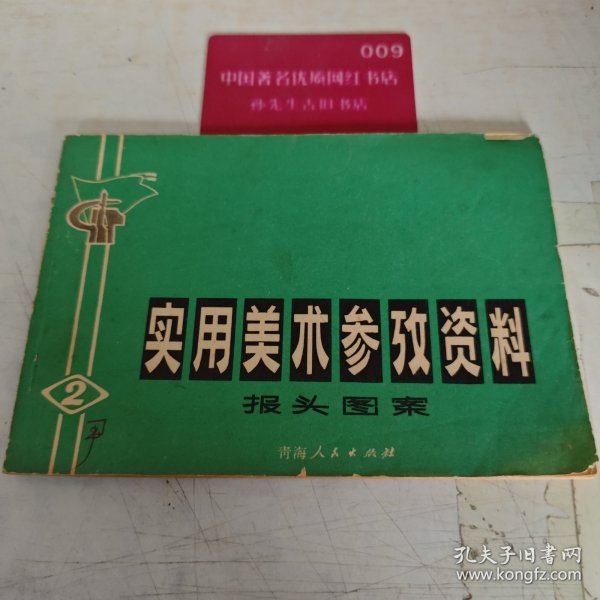 009
中国著名优质网红书店
孙先生古旧书店
实用美术参攷资料
报头图案
2
青海人民出版社
孔夫子旧书网
www.kongfz.com